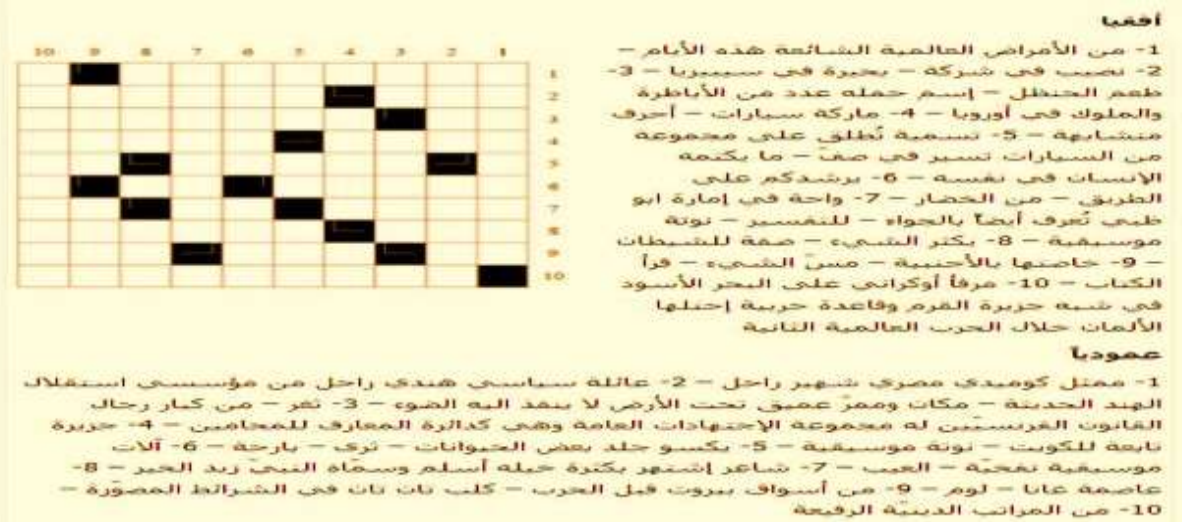 أفقيا
1- من الأمراض العالمية الشائعة هذه الأيام –
2- نصيب في شركة – بحيرة في سيبيريا – 3-
طعم الحنظل – إسم حمله عدد من الأباطرة
والملوك في أوروبا – 4- ماركة سيارات – أحرف
متشابهة – 5- تسمية تُطلق على مجموعة
من السيارات تسير في صفّ – ما يكتمه
الإنسان في نفسه – 6- يرشدكم على
الطريق – من الخضار – 7- واحة في إمارة ابو
ظبي تُعرف أيضاً بالجواء – للتفسير – نوتة
موسيقية – 8- يكثر الشيء – صفة للشيطان
– 9- خاصتها بالأجنبية – مسّ الشيء – قرأ
الكتاب – 10- مرفأ أوكراني على البحر الأسود
في شبه جزيرة القرم وقاعدة حربية إحتلها
الألمان خلال الحرب العالمية الثانية
10 9 8 7 6 5 4 3 2 1
1
2
3
4
5
6
7
8
9
10
عمودياً
1- ممثل كوميدي مصري شهير راحل – 2- عائلة سياسي هندي راحل من مؤسسي استقلال
الهند الحديثة – مكان وممرّ عميق تحت الأرض لا ينفذ اليه الضوء – 3- ثغر – من كبار رجال
القانون الفرنسيّين له مجموعة الإجتهادات العامة وهي كدائرة المعارف للمحامين – 4- جزيرة
تابعة للكويت – نوتة موسيقية – 5- يكسو جلد بعض الحيوانات – ثرى – بارجة – 6- آلات
موسيقية نفخيّة – العيب – 7- شاعر إشتهر بكثرة خيله أسلم وسمّاه النبيّ زيد الخير – 8-
عاصمة غانا – لوم – 9- من أسواق بيروت قبل الحرب – كلب تان تان في الشرائط المصوّرة –
10- من المراتب الدينيّة الرفيعة